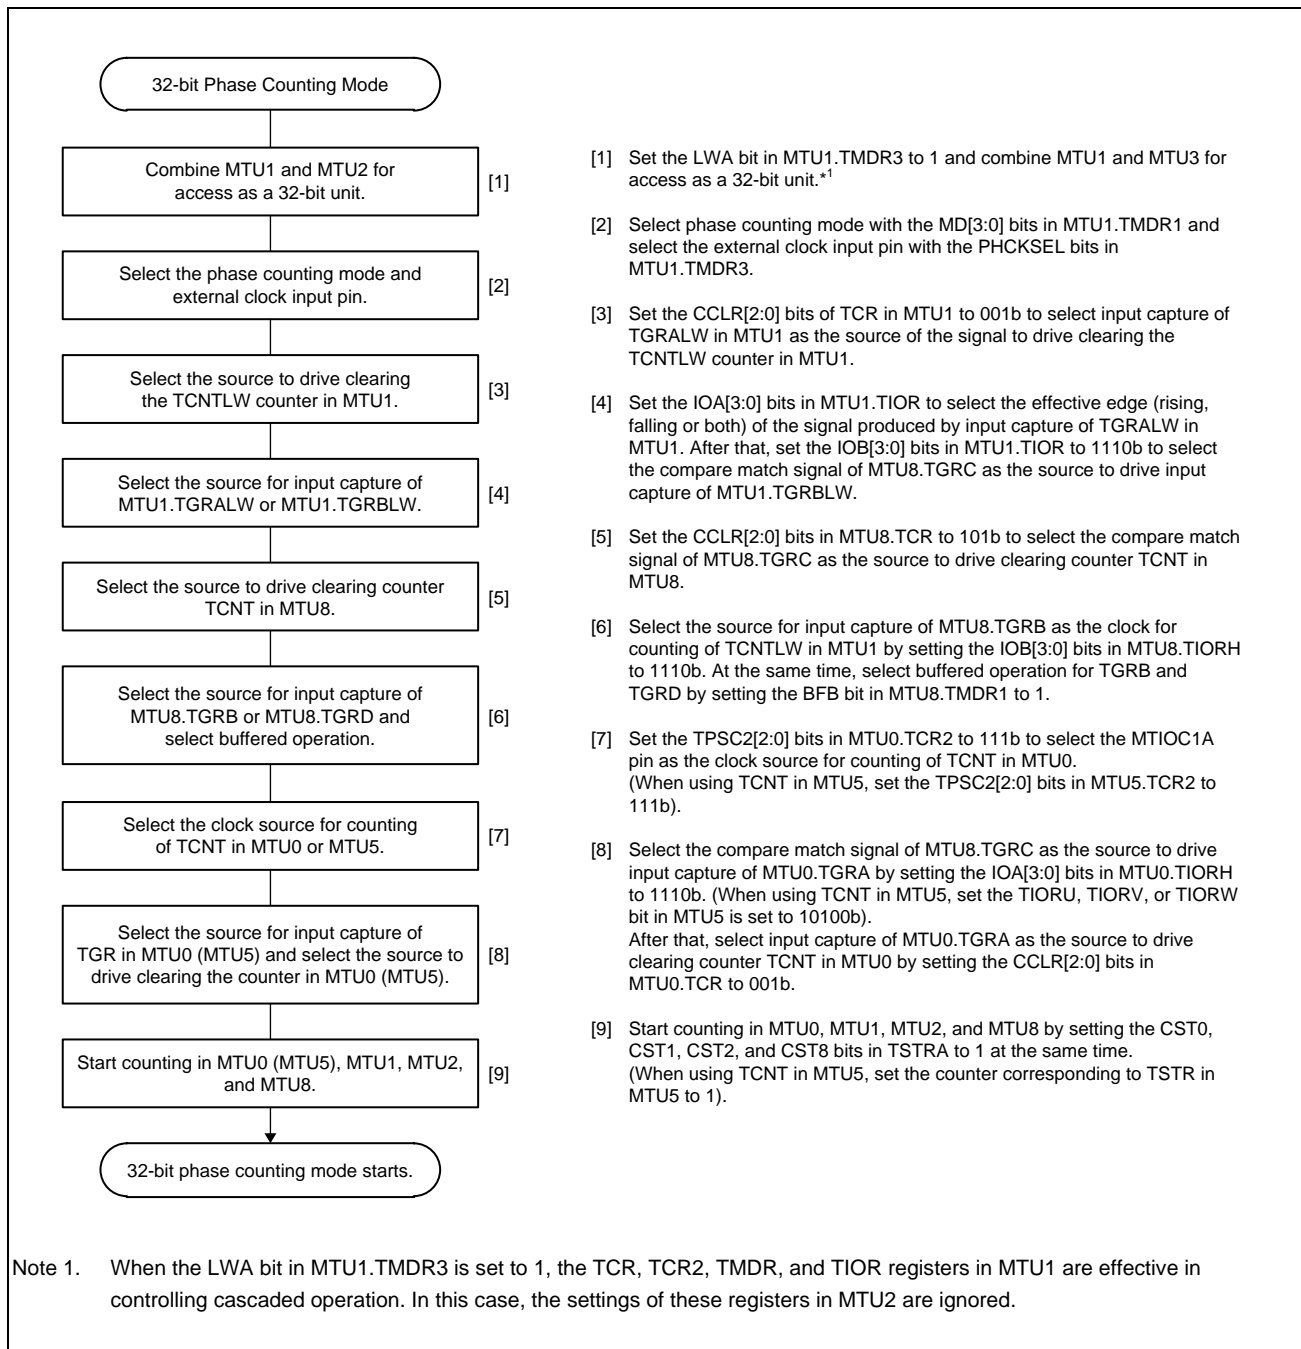 32-bit Phase Counting Mode
Combine MTU1 and MTU2 for
access as a 32-bit unit.
[1]
Select the phase counting mode and
external clock input pin.
[2]
Select the source to drive clearing
the TCNTLW counter in MTU1.
[3]
Select the source for input capture of
MTU1.TGRALW or MTU1.TGRBLW.
[4]
Select the source to drive clearing counter
TCNT in MTU8.
[5]
Select the source for input capture of
MTU8.TGRB or MTU8.TGRD and
select buffered operation.
[6]
Select the clock source for counting
of TCNT in MTU0 or MTU5.
[7]
Select the source for input capture of
TGR in MTU0 (MTU5) and select the source to
drive clearing the counter in MTU0 (MTU5).
[8]
Start counting in MTU0 (MTU5), MTU1, MTU2,
and MTU8.
[9]
32-bit phase counting mode starts.
[1] Set the LWA bit in MTU1.TMDR3 to 1 and combine MTU1 and MTU3 for
access as a 32-bit unit.*1
[2] Select phase counting mode with the MD[3:0] bits in MTU1.TMDR1 and
select the external clock input pin with the PHCKSEL bits in
MTU1.TMDR3.
[3] Set the CCLR[2:0] bits of TCR in MTU1 to 001b to select input capture of
TGRALW in MTU1 as the source of the signal to drive clearing the
TCNTLW counter in MTU1.
[4] Set the IOA[3:0] bits in MTU1.TIOR to select the effective edge (rising,
falling or both) of the signal produced by input capture of TGRALW in
MTU1. After that, set the IOB[3:0] bits in MTU1.TIOR to 1110b to select
the compare match signal of MTU8.TGRC as the source to drive input
capture of MTU1.TGRBLW.
[5] Set the CCLR[2:0] bits in MTU8.TCR to 101b to select the compare match
signal of MTU8.TGRC as the source to drive clearing counter TCNT in
MTU8.
[6] Select the source for input capture of MTU8.TGRB as the clock for
counting of TCNTLW in MTU1 by setting the IOB[3:0] bits in MTU8.TIORH
to 1110b. At the same time, select buffered operation for TGRB and
TGRD by setting the BFB bit in MTU8.TMDR1 to 1.
[7] Set the TPSC2[2:0] bits in MTU0.TCR2 to 111b to select the MTIOC1A
pin as the clock source for counting of TCNT in MTU0.
(When using TCNT in MTU5, set the TPSC2[2:0] bits in MTU5.TCR2 to
111b).
[8] Select the compare match signal of MTU8.TGRC as the source to drive
input capture of MTU0.TGRA by setting the IOA[3:0] bits in MTU0.TIORH
to 1110b. (When using TCNT in MTU5, set the TIORU, TIORV, or TIORW
bit in MTU5 is set to 10100b).
After that, select input capture of MTU0.TGRA as the source to drive
clearing counter TCNT in MTU0 by setting the CCLR[2:0] bits in
MTU0.TCR to 001b.
[9] Start counting in MTU0, MTU1, MTU2, and MTU8 by setting the CST0,
CST1, CST2, and CST8 bits in TSTRA to 1 at the same time.
(When using TCNT in MTU5, set the counter corresponding to TSTR in
MTU5 to 1).
Note 1. When the LWA bit in MTU1.TMDR3 is set to 1, the TCR, TCR2, TMDR, and TIOR registers in MTU1 are effective in
controlling cascaded operation. In this case, the settings of these registers in MTU2 are ignored.